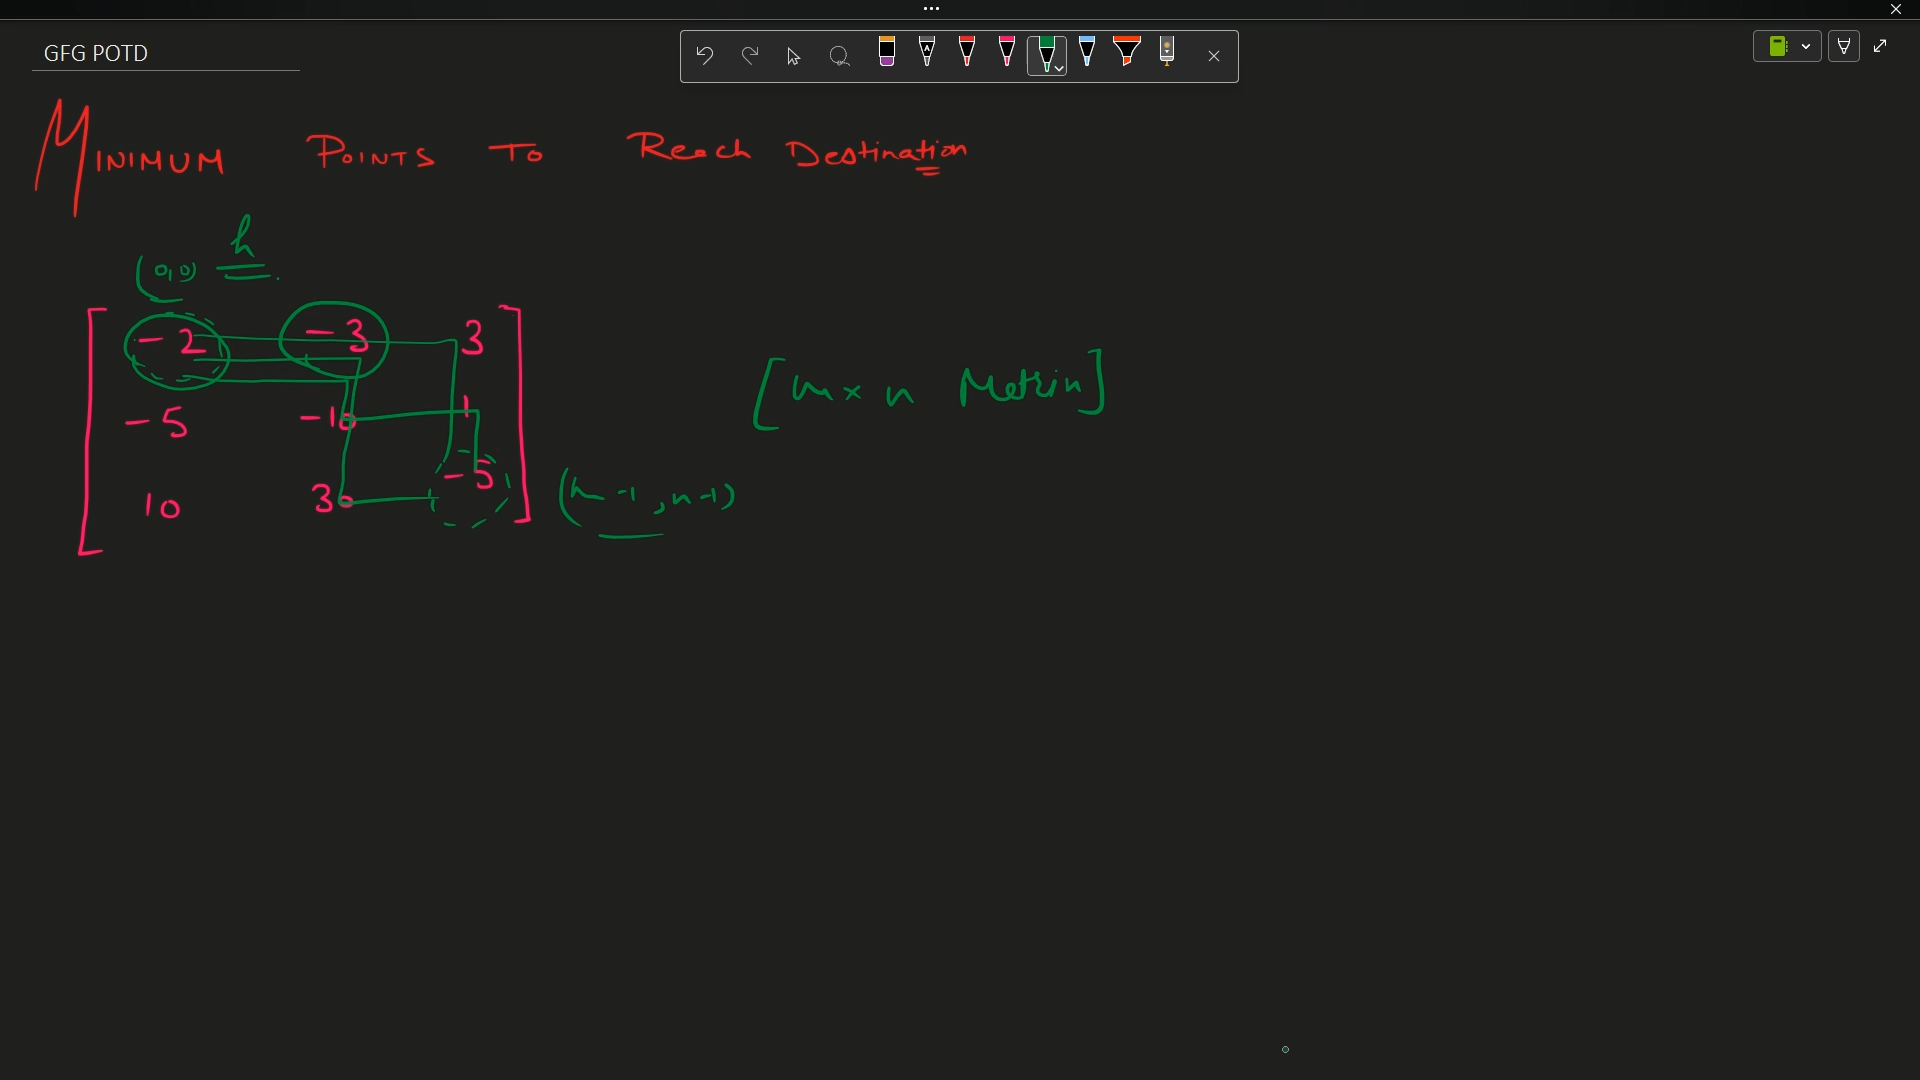 GFG POTD
MINIMUM POINTS TO Reach Destination
h
(0,0)
-2 -3 3
-5 -10 1
[m x n Metrin]
-5
(m-1, n-1)
10 30